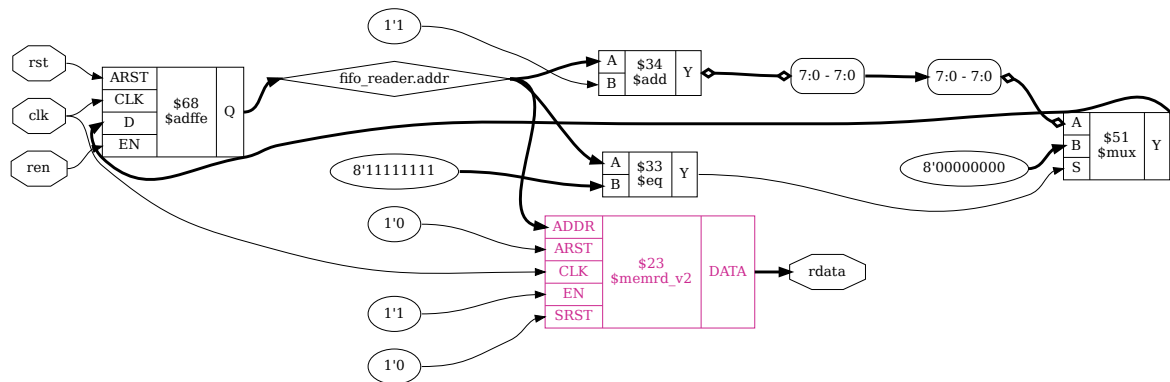 rst
clk
ren
ARST
CLK
D
EN
$68
$adffe
Q
fifo_reader.addr
1'1
A
B
$34
$add
Y
7:0 - 7:0
7:0 - 7:0
8'11111111
A
B
$33
$eq
Y
8'00000000
A
B
S
$51
$mux
Y
1'0
1'1
1'0
ADDR
ARST
CLK
EN
SRST
$23
$memrd_v2
DATA
rdata